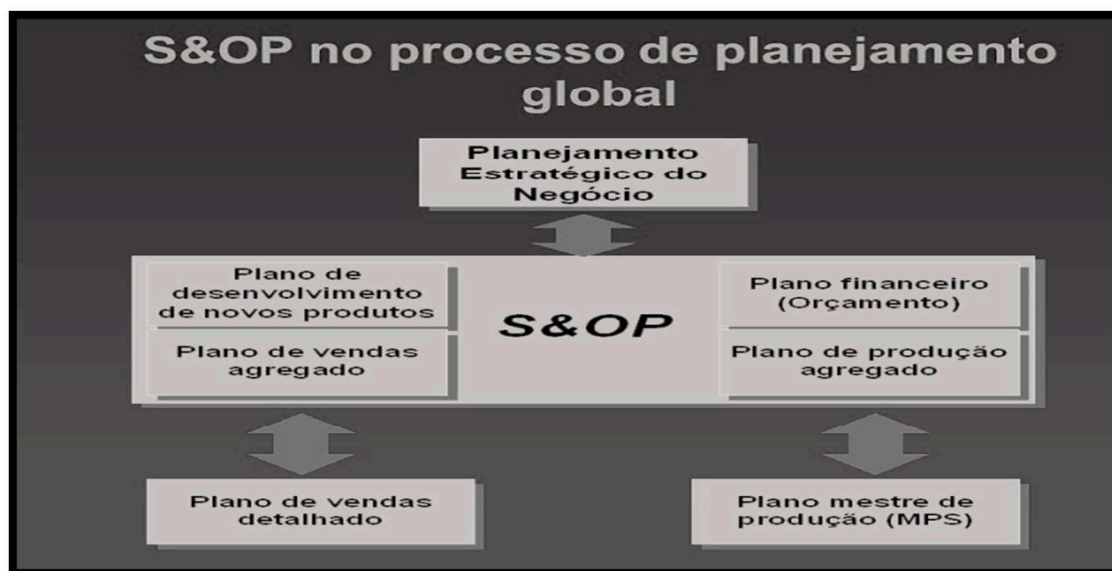 S&OP no processo de planejamento
global
Planejamento
Estratégico do
Negócio
Plano de
desenvolvimento
de novos produtos
Plano de vendas
agregado
S&OP
Plano financeiro
(Orçamento)
Plano de produção
agregado
Plano de vendas
detalhado
Plano mestre de
produção (MPS)